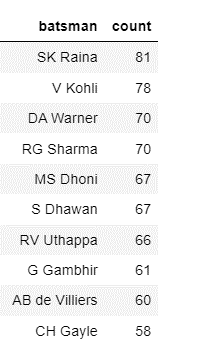 batsman count
SK Raina 81
V Kohli 78
DA Warner 70
RG Sharma 70
MS Dhoni 67
S Dhawan 67
RV Uthappa 66
G Gambhir 61
AB de Villiers 60
CH Gayle 58